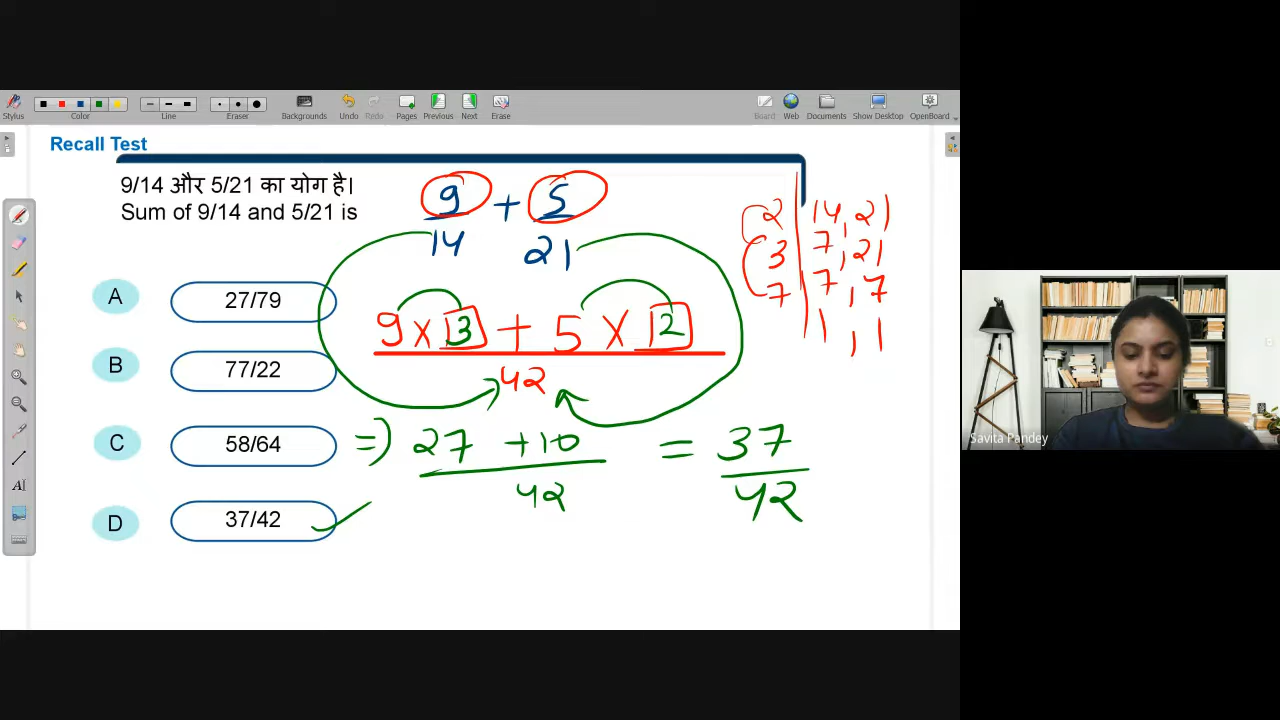 Stylus
Color
Line
Eraser
Backgrounds
Undo
Redo
Pages
Previous
Next
Erase
Board
Web
Documents
Show Desktop
OpenBoard
Recall Test
9/14 और 5/21 का योग है।
Sum of 9/14 and 5/21 is
9/14 + 5/21
2 | 14, 21
3 | 7, 21
7 | 7, 7
1, 1
A 27/79
9 × 3 + 5 × 2
42
B 77/22
C 58/64
=) 27 + 10 = 37
42 42
D 37/42
Savita Pandey